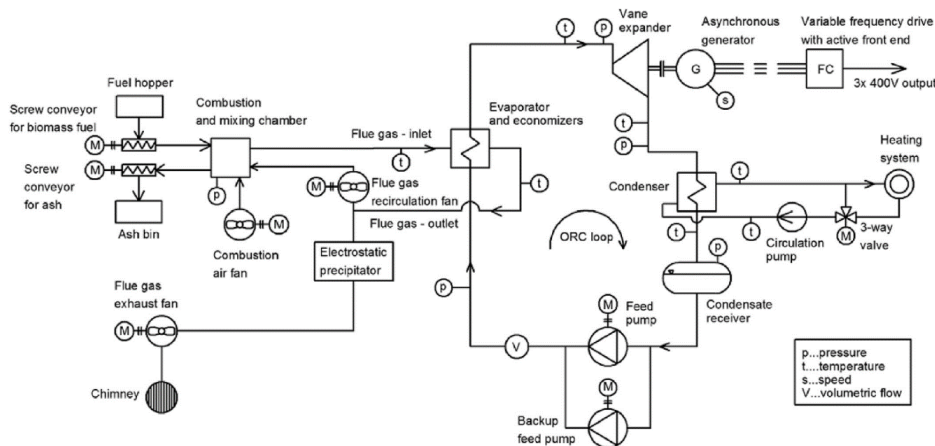 Vane
expander
Asynchronous
generator
Variable frequency drive
with active front end
t
p
G
FC
3x 400V output
s
Fuel hopper
Screw conveyor
for biomass fuel
Combustion
and mixing chamber
Evaporator
and economizers
Flue gas - inlet
M
t
t
p
Heating
system
Screw
conveyor
for ash
M
p
M
Flue gas
recirculation fan
t
Condenser
t
Flue gas - outlet
Ash bin
M
Combustion
air fan
Electrostatic
precipitator
ORC loop
t
t
Circulation
pump
M
3-way
valve
p
Flue gas
exhaust fan
p
Condensate
receiver
M
M
Feed
pump
V
Chimney
M
Backup
feed pump
p...pressure
t....temperature
s...speed
V...volumetric flow